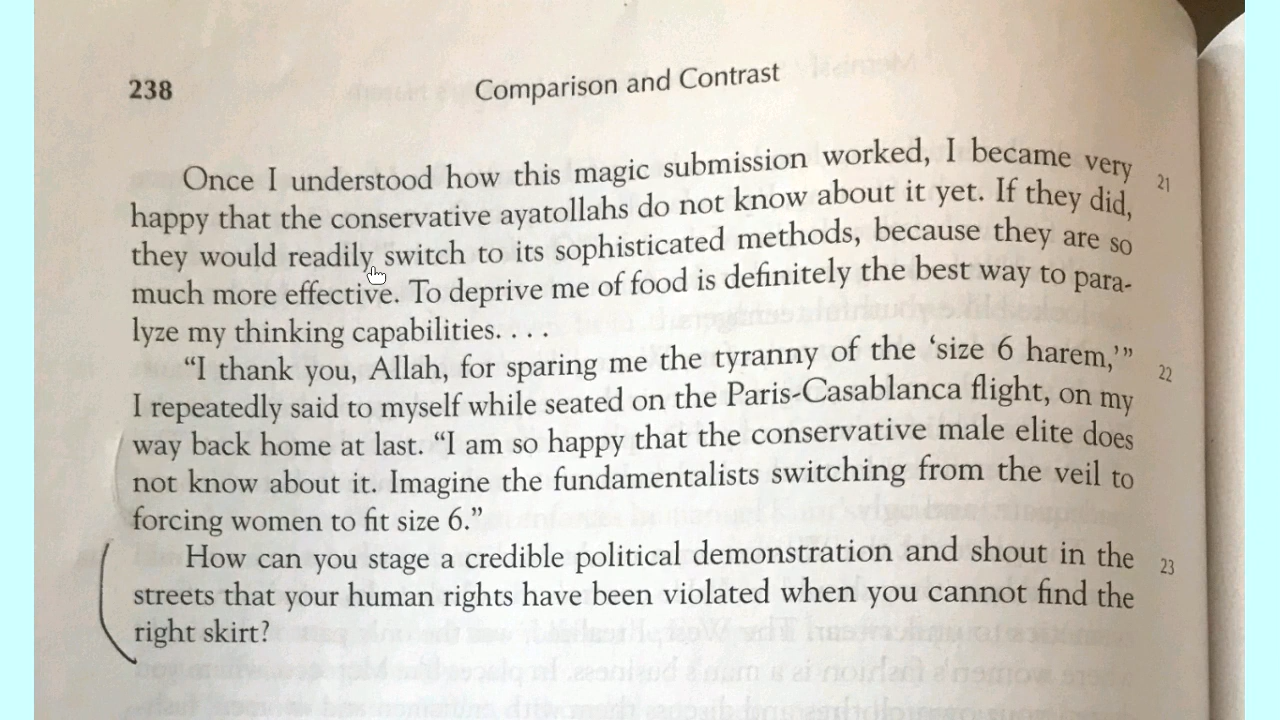 238
Comparison and Contrast
Once I understood how this magic submission worked, I became very
21
happy that the conservative ayatollahs do not know about it yet. If they did,
they would readily switch to its sophisticated methods, because they are so
much more effective. To deprive me of food is definitely the best way to para-
lyze my thinking capabilities. . . .
“I thank you, Allah, for sparing me the tyranny of the ‘size 6 harem,’”
22
I repeatedly said to myself while seated on the Paris-Casablanca flight, on my
way back home at last. “I am so happy that the conservative male elite does
not know about it. Imagine the fundamentalists switching from the veil to
forcing women to fit size 6.”
How can you stage a credible political demonstration and shout in the
23
streets that your human rights have been violated when you cannot find the
right skirt?